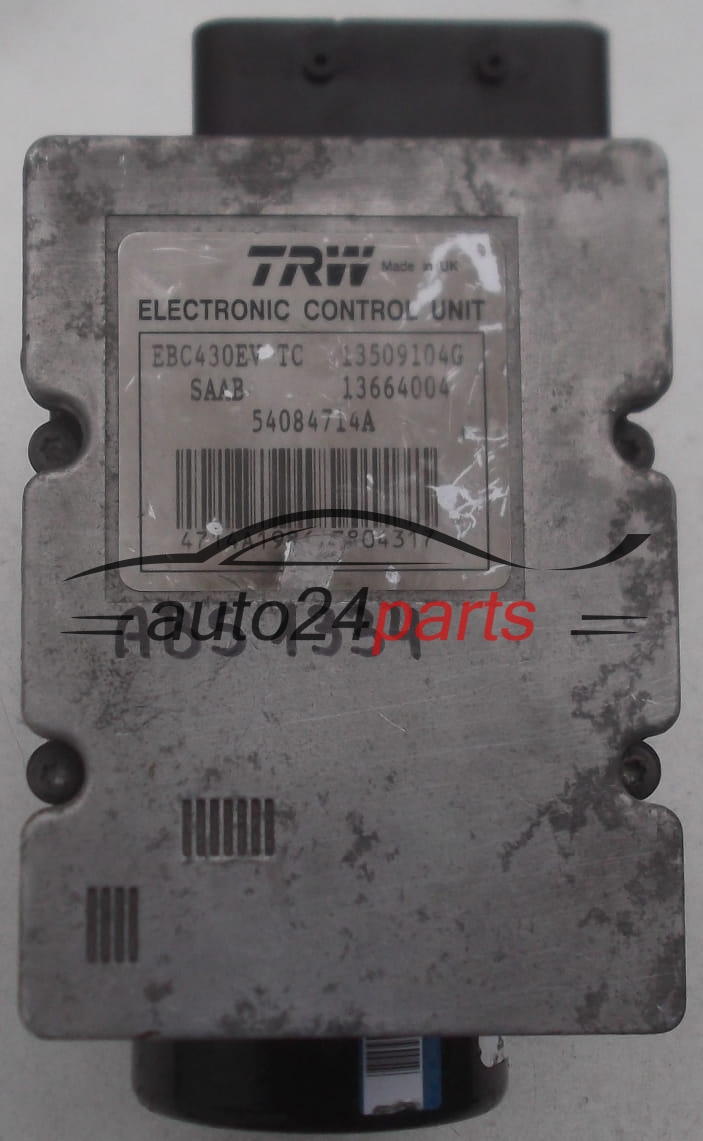 TRW Made in UK
ELECTRONIC CONTROL UNIT
EBC430EV TC 13509104G
SAAB 13664004
54084714A
auto24parts